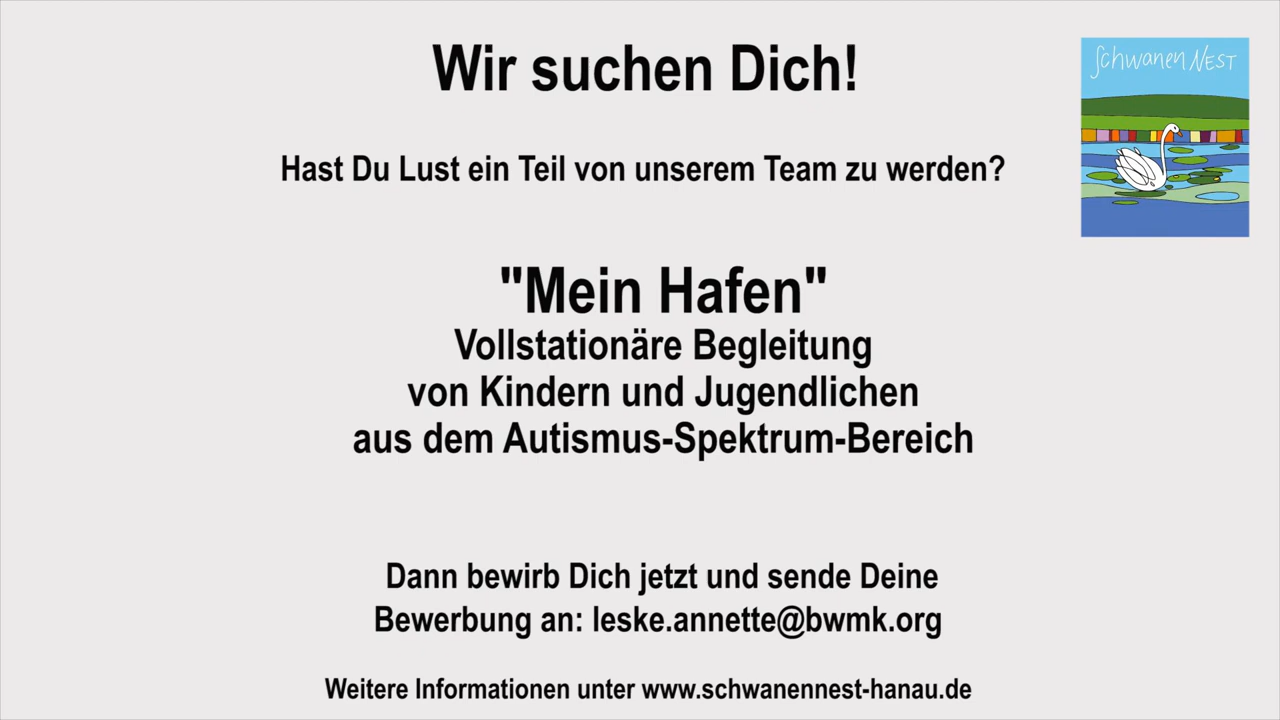 Wir suchen Dich!
Schwanen Nest
Hast Du Lust ein Teil von unserem Team zu werden?
"Mein Hafen"
Vollstationäre Begleitung
von Kindern und Jugendlichen
aus dem Autismus-Spektrum-Bereich
Dann bewirb Dich jetzt und sende Deine
Bewerbung an: leske.annette@bwmk.org
Weitere Informationen unter www.schwanennest-hanau.de